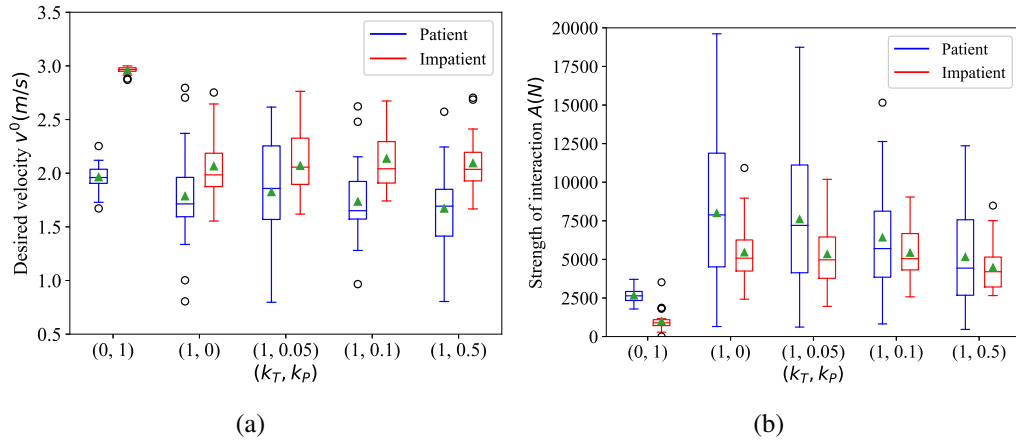 Desired velocity v⁰(m/s)
3.5
3.0
2.5
2.0
1.5
1.0
0.5
Patient
Impatient
(0, 1) (1, 0) (1, 0.05) (1, 0.1) (1, 0.5)
(k_T, k_P)
(a)
Strength of interaction A(N)
20000
17500
15000
12500
10000
7500
5000
2500
0
Patient
Impatient
(0, 1) (1, 0) (1, 0.05) (1, 0.1) (1, 0.5)
(k_T, k_P)
(b)